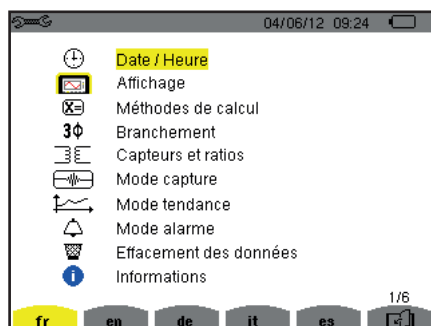 04/06/12 09:24
Date / Heure
Affichage
X= Méthodes de calcul
3Φ Branchement
Capteurs et ratios
Mode capture
Mode tendance
Mode alarme
Effacement des données
i Informations
1/6
fr en de it es